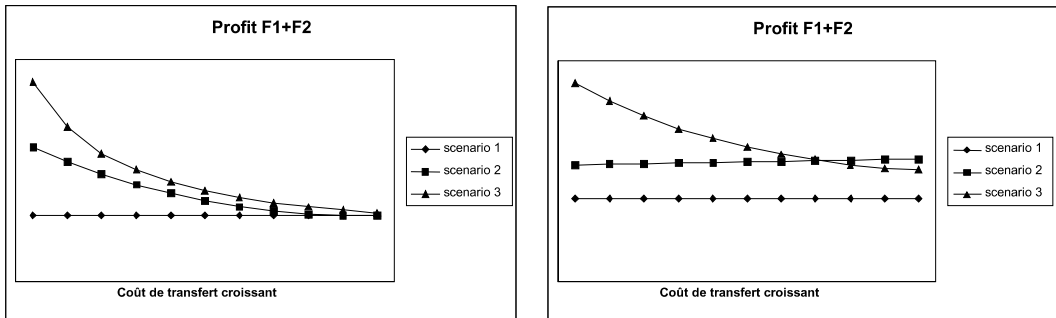 Profit F1+F2
scenario 1
scenario 2
scenario 3
Coût de transfert croissant
Profit F1+F2
scenario 1
scenario 2
scenario 3
Coût de transfert croissant